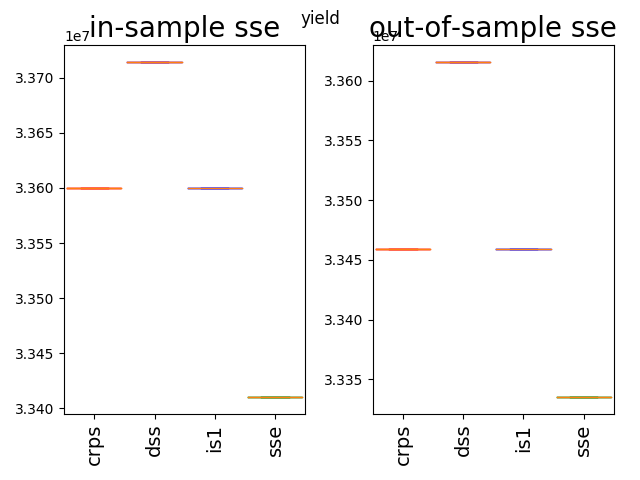 yield
in-sample sse
1e7
3.370
3.365
3.360
3.355
3.350
3.345
3.340
crps
dss
is1
sse
out-of-sample sse
1e7
3.360
3.355
3.350
3.345
3.340
3.335
crps
dss
is1
sse